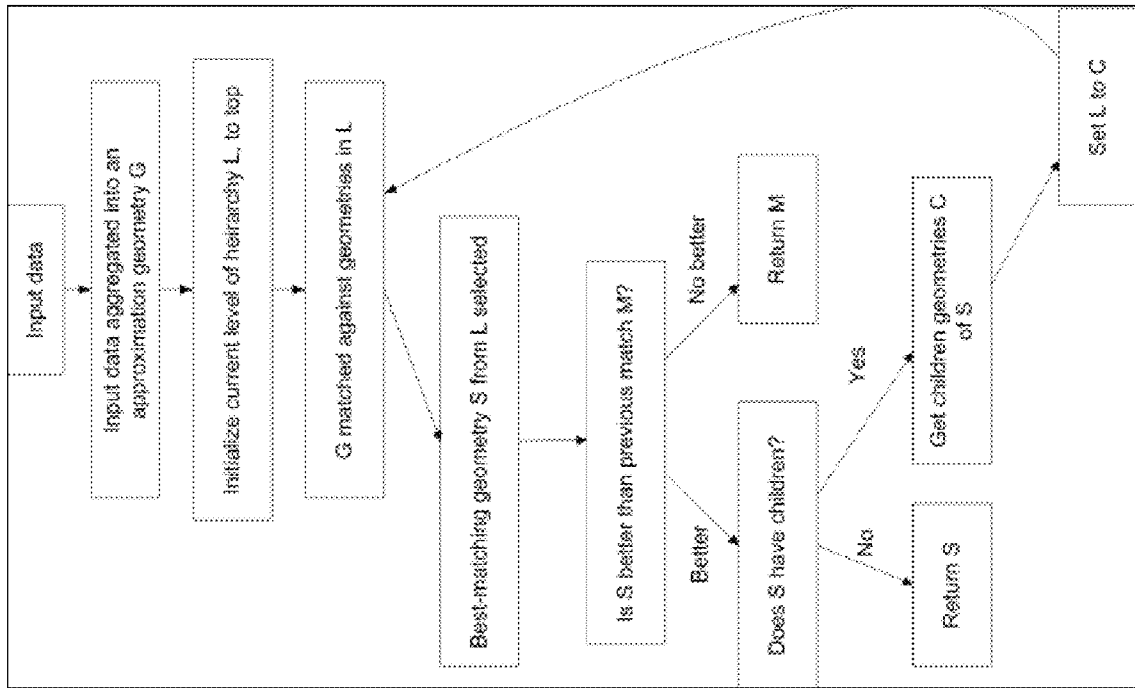 Input data
Input data aggregated into an
approximation geometry G
Initialize current level of heirarchy L, to top
G matched against geometries in L
Best-matching geometry S from L selected
Is S better than previous match M?
Better
No better
Does S have children?
Return M
No
Yes
Return S
Get children geometries C
of S
Set L to C